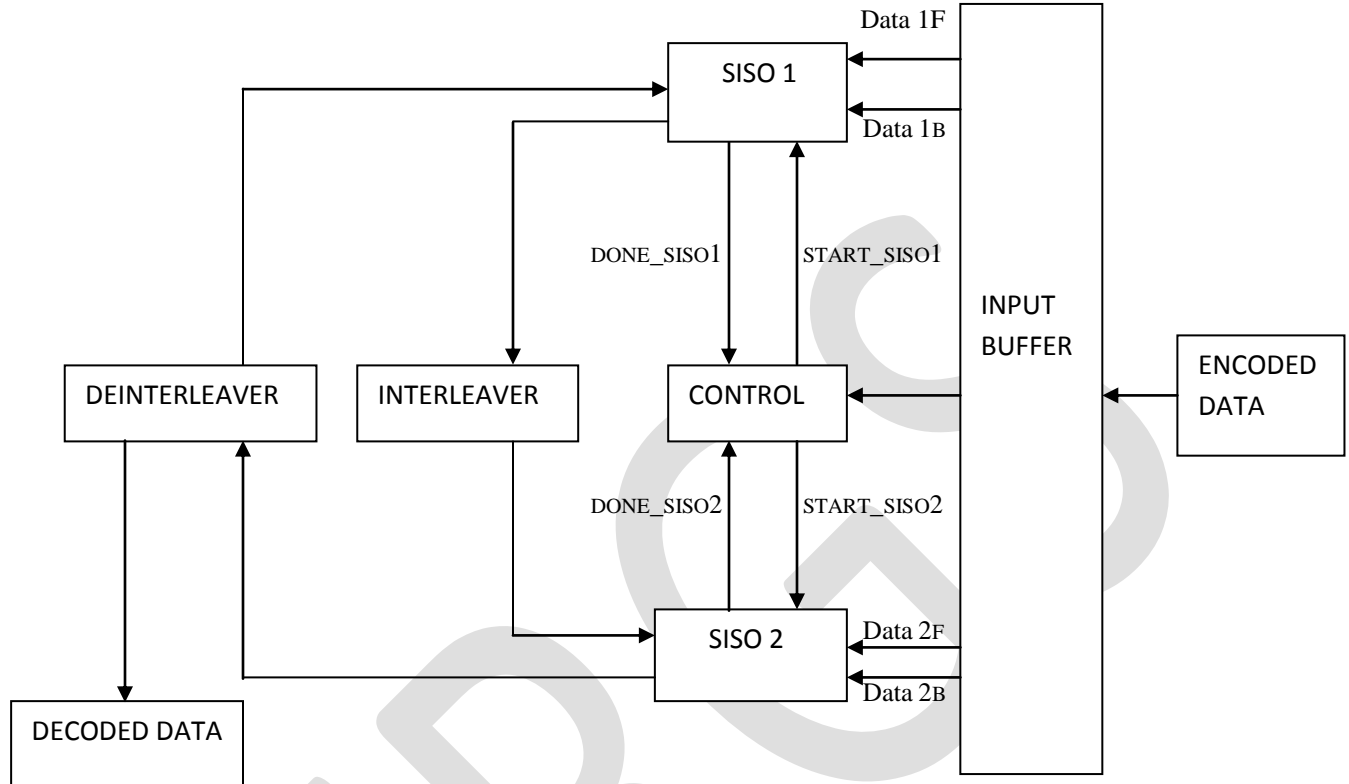 Data 1F
SISO 1
Data 1B
DONE_SISO1
START_SISO1
INPUT
BUFFER
ENCODED
DATA
DEINTERLEAVER
INTERLEAVER
CONTROL
DONE_SISO2
START_SISO2
SISO 2
Data 2F
Data 2B
DECODED DATA